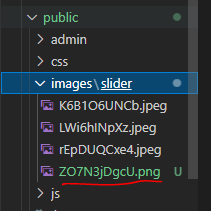 public
admin
css
images\slider
K6B1O6UNCb.jpeg
LWi6hINpXz.jpeg
rEpDUQCxe4.jpeg
ZO7N3jDgcU.png U
js